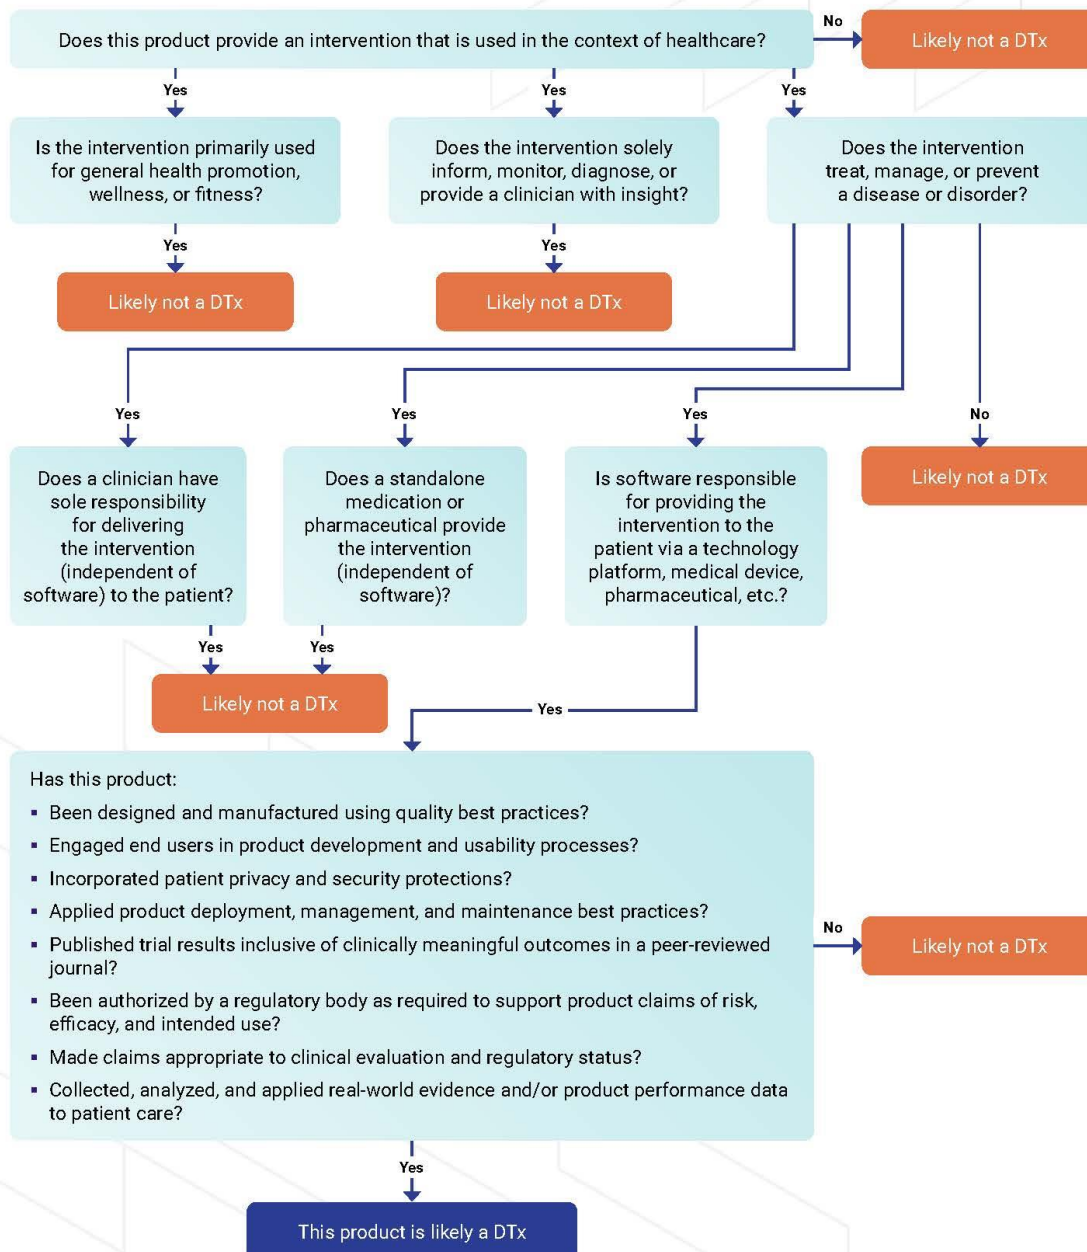 Does this product provide an intervention that is used in the context of healthcare?
No
Likely not a DTx
Yes
Yes
Yes
Is the intervention primarily used
for general health promotion,
wellness, or fitness?
Does the intervention solely
inform, monitor, diagnose, or
provide a clinician with insight?
Does the intervention
treat, manage, or prevent
a disease or disorder?
Yes
Yes
Likely not a DTx
Likely not a DTx
Yes
Yes
Yes
No
Does a clinician have
sole responsibility
for delivering
the intervention
(independent of
software) to the patient?
Does a standalone
medication or
pharmaceutical provide
the intervention
(independent of
software)?
Is software responsible
for providing the
intervention to the
patient via a technology
platform, medical device,
pharmaceutical, etc.?
Likely not a DTx
Yes
Yes
Likely not a DTx
Yes
Has this product:
▪ Been designed and manufactured using quality best practices?
▪ Engaged end users in product development and usability processes?
▪ Incorporated patient privacy and security protections?
▪ Applied product deployment, management, and maintenance best practices?
▪ Published trial results inclusive of clinically meaningful outcomes in a peer-reviewed
journal?
▪ Been authorized by a regulatory body as required to support product claims of risk,
efficacy, and intended use?
▪ Made claims appropriate to clinical evaluation and regulatory status?
▪ Collected, analyzed, and applied real-world evidence and/or product performance data
to patient care?
No
Likely not a DTx
Yes
This product is likely a DTx